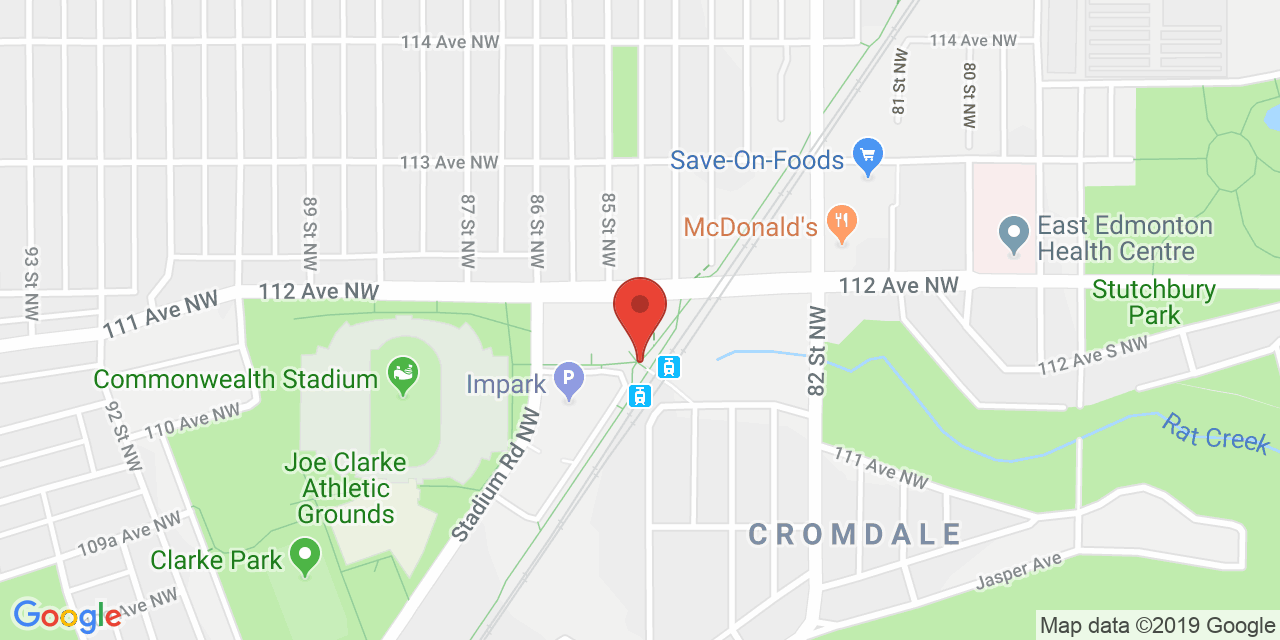 114 Ave NW
114 Ave NW
81 St NW
80 St NW
113 Ave NW
Save-On-Foods
McDonald's
East Edmonton
Health Centre
89 St NW
87 St NW
86 St NW
85 St NW
93 St NW
112 Ave NW
112 Ave NW
111 Ave NW
Stutchbury
Park
112 Ave S NW
82 St NW
Commonwealth Stadium
Impark
P
92 St NW
110 Ave NW
Stadium Rd NW
Rat Creek
111 Ave NW
Joe Clarke
Athletic
Grounds
109a Ave NW
CROMDALE
Clarke Park
Jasper Ave
Ave NW
Google
Map data ©2019 Google